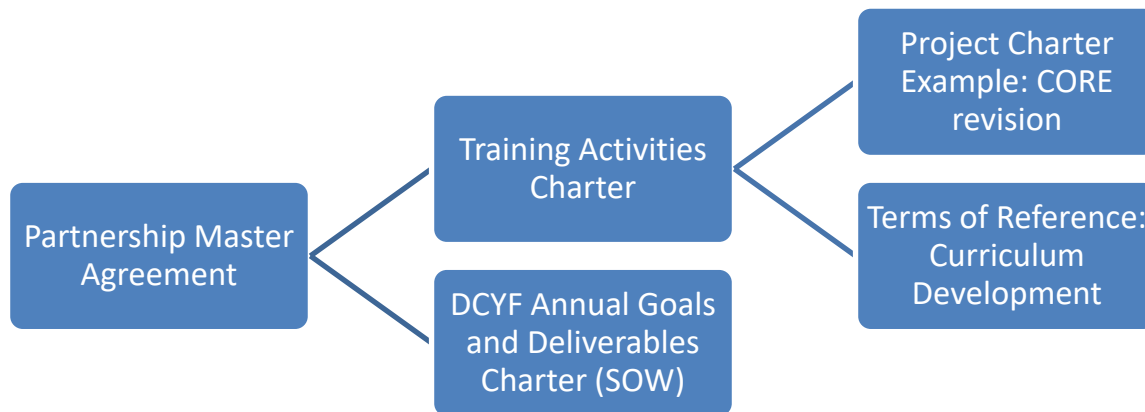 Partnership Master
Agreement
Training Activities
Charter
DCYF Annual Goals
and Deliverables
Charter (SOW)
Project Charter
Example: CORE
revision
Terms of Reference:
Curriculum
Development